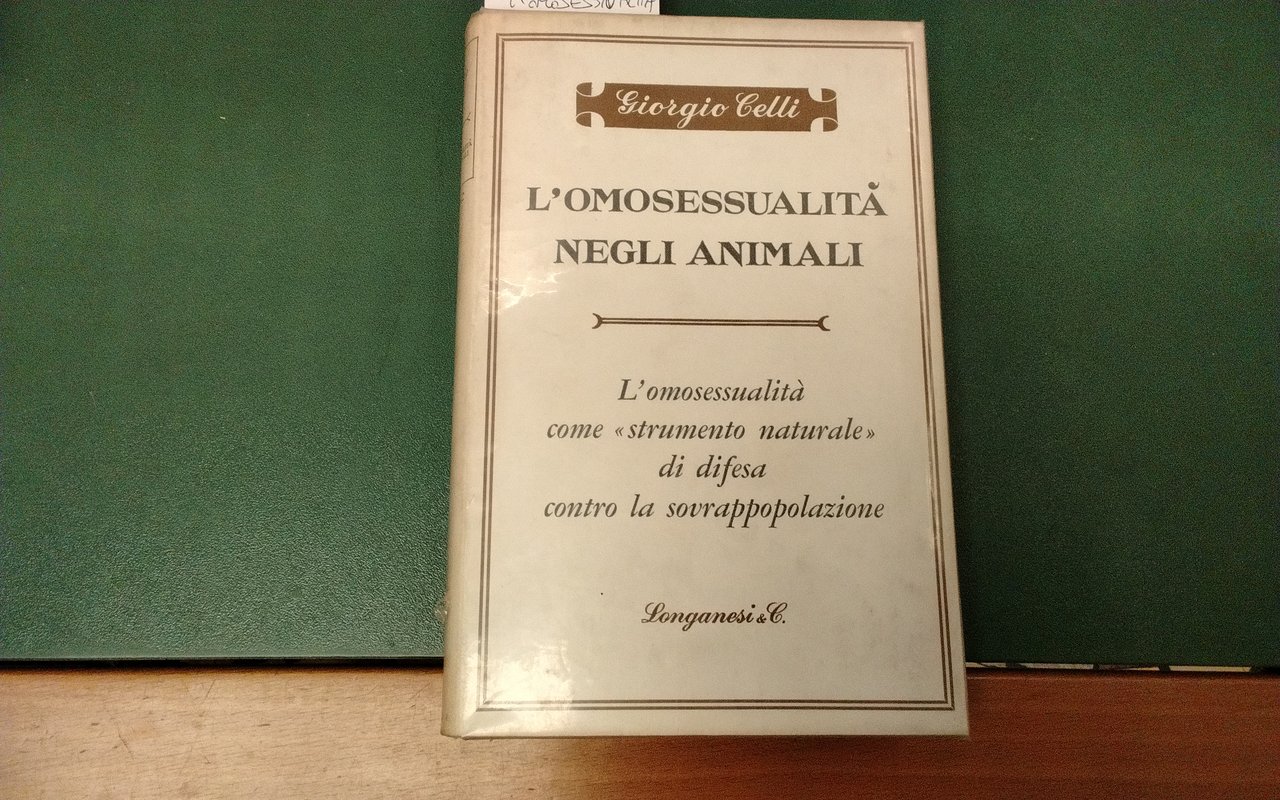 Giorgio Celli
L'OMOSESSUALITÀ
NEGLI ANIMALI
L'omosessualità
come «strumento naturale»
di difesa
contro la sovrappopolazione
Longanesi & C.